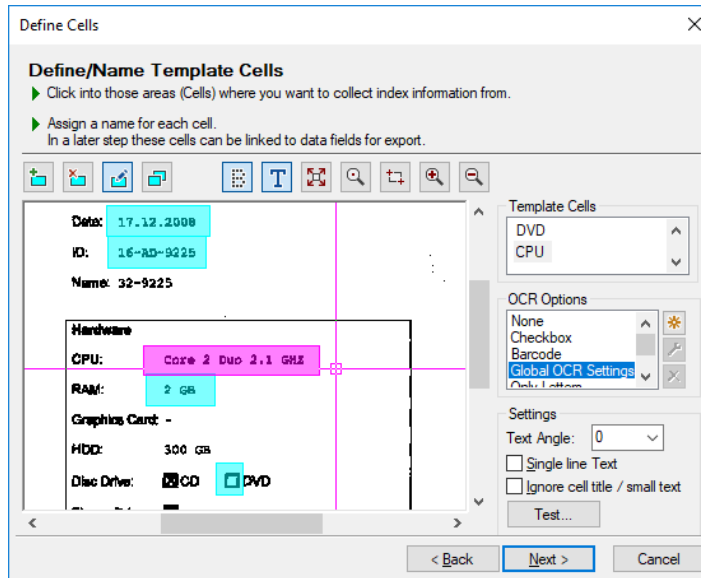 Define Cells
Define/Name Template Cells
Click into those areas (Cells) where you want to collect index information from.
Assign a name for each cell.
In a later step these cells can be linked to data fields for export.
T
Date: 17.12.2008
ID: 16-AD-9225
Name: 32-9225
Hardware
CPU: Core 2 Duo 2.1 GHZ
RAM: 2 GB
Graphics Card: -
HDD: 300 GB
Disc Drive: CD DVD
Template Cells
DVD
CPU
OCR Options
None
Checkbox
Barcode
Global OCR Settings
Only Letters
Settings
Text Angle: 0
Single line Text
Ignore cell title / small text
Test...
< Back Next > Cancel